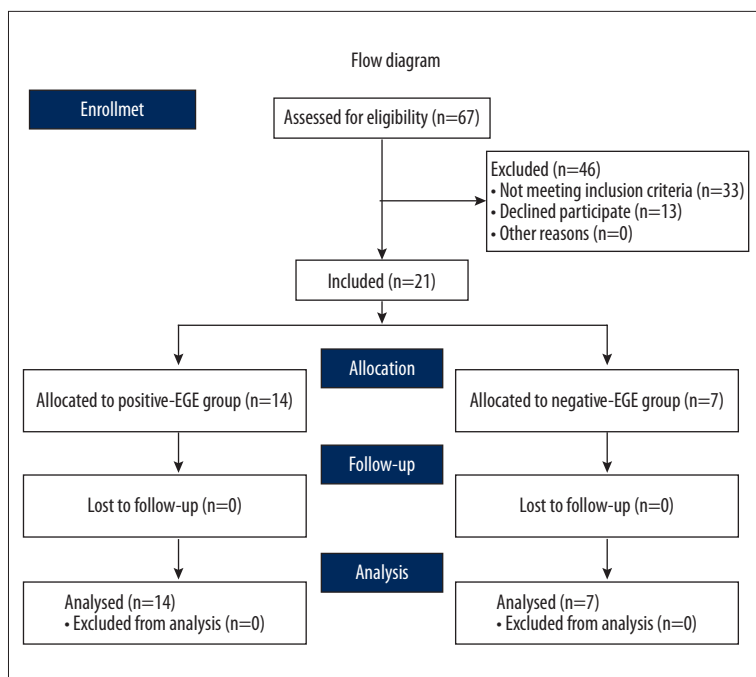 Flow diagram
Enrollmet
Assessed for eligibility (n=67)
Excluded (n=46)
• Not meeting inclusion criteria (n=33)
• Declined participate (n=13)
• Other reasons (n=0)
Included (n=21)
Allocation
Allocated to positive-EGE group (n=14)
Allocated to negative-EGE group (n=7)
Follow-up
Lost to follow-up (n=0)
Lost to follow-up (n=0)
Analysis
Analysed (n=14)
• Excluded from analysis (n=0)
Analysed (n=7)
• Excluded from analysis (n=0)